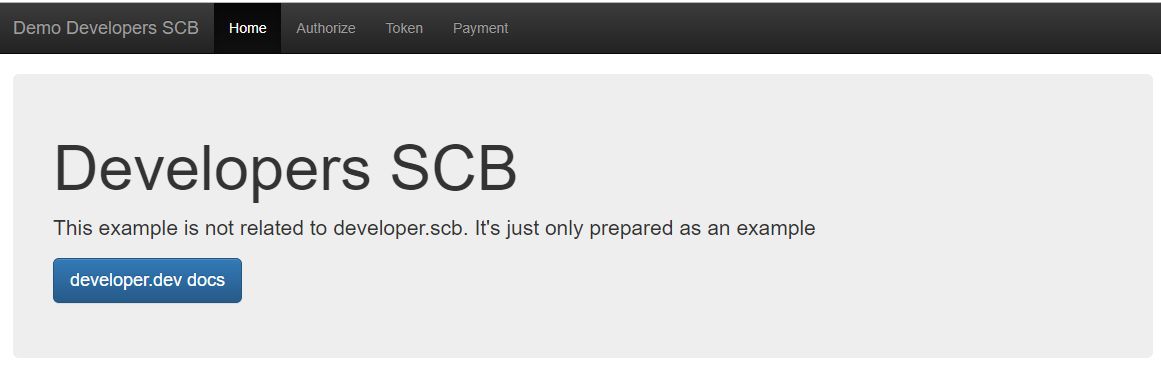 Demo Developers SCB Home Authorize Token Payment
Developers SCB
This example is not related to developer.scb. It's just only prepared as an example
developer.dev docs